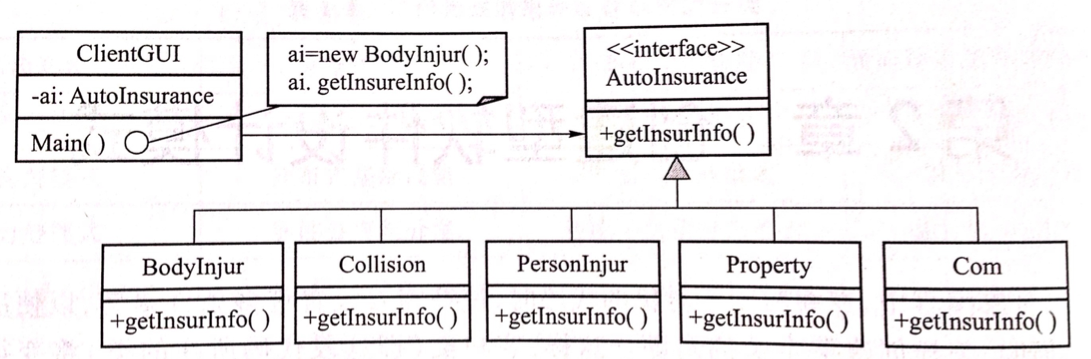 ClientGUI
-ai: AutoInsurance
Main( )
ai=new BodyInjur( );
ai. getInsureInfo( );
<<interface>>
AutoInsurance
+getInsurInfo( )
BodyInjur
+getInsurInfo( )
Collision
+getInsurInfo( )
PersonInjur
+getInsurInfo( )
Property
+getInsurInfo( )
Com
+getInsurInfo( )